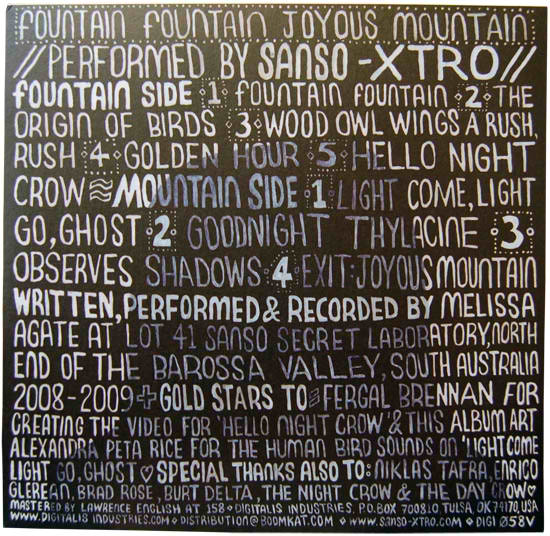 FOUNTAIN FOUNTAIN JOYOUS MOUNTAIN
//PERFORMED BY SANSO-XTRO//
FOUNTAIN SIDE 1 FOUNTAIN FOUNTAIN 2 THE
ORIGIN OF BIRDS 3 WOOD OWL WINGS A RUSH,
RUSH 4 GOLDEN HOUR 5 HELLO NIGHT
CROW ≈ MOUNTAIN SIDE 1 LIGHT COME, LIGHT
GO, GHOST 2 GOODNIGHT THYLACINE 3
OBSERVES SHADOWS 4 EXIT: JOYOUS MOUNTAIN
WRITTEN, PERFORMED & RECORDED BY MELISSA
AGATE AT LOT 41 SANSO SECRET LABORATORY, NORTH
END OF THE BAROSSA VALLEY, SOUTH AUSTRALIA
2008-2009 + GOLD STARS TO FERGAL BRENNAN FOR
CREATING THE VIDEO FOR 'HELLO NIGHT CROW' & THIS ALBUM ART
ALEXANDRA PETA RICE FOR THE HUMAN BIRD SOUNDS ON 'LIGHT COME
LIGHT GO, GHOST ♡ SPECIAL THANKS ALSO TO: NIKLAS TAFRA, ENRICO
GLEREAN, BRAD ROSE, BURT DELTA, THE NIGHT CROW & THE DAY CROW ♡
MASTERED BY LAWRENCE ENGLISH AT 158 ◇ DIGITALIS INDUSTRIES, P.O. BOX 700810 TULSA, OK 74170, USA
WWW.DIGITALIS INDUSTRIES.COM ◇ DISTRIBUTION@BOOMKAT.COM ◇ WWW.SANSO-XTRO.COM ◇ DIGI 058V